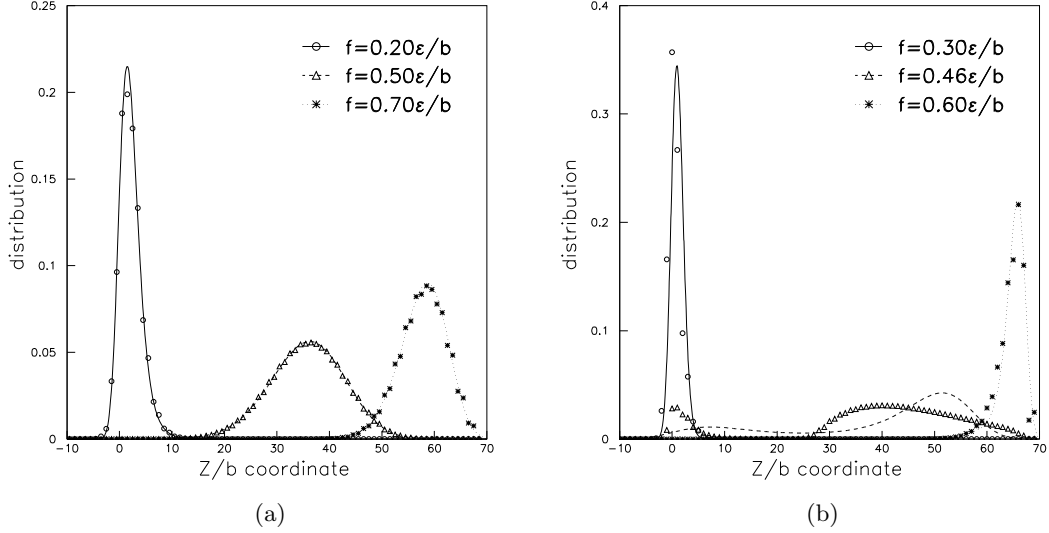 0.25
0.2
0.15
0.1
0.05
0
-10 0 10 20 30 40 50 60 70
distribution
Z/b coordinate
f=0.20ε/b
f=0.50ε/b
f=0.70ε/b
(a)
0.4
0.3
0.2
0.1
0
-10 0 10 20 30 40 50 60 70
distribution
Z/b coordinate
f=0.30ε/b
f=0.46ε/b
f=0.60ε/b
(b)